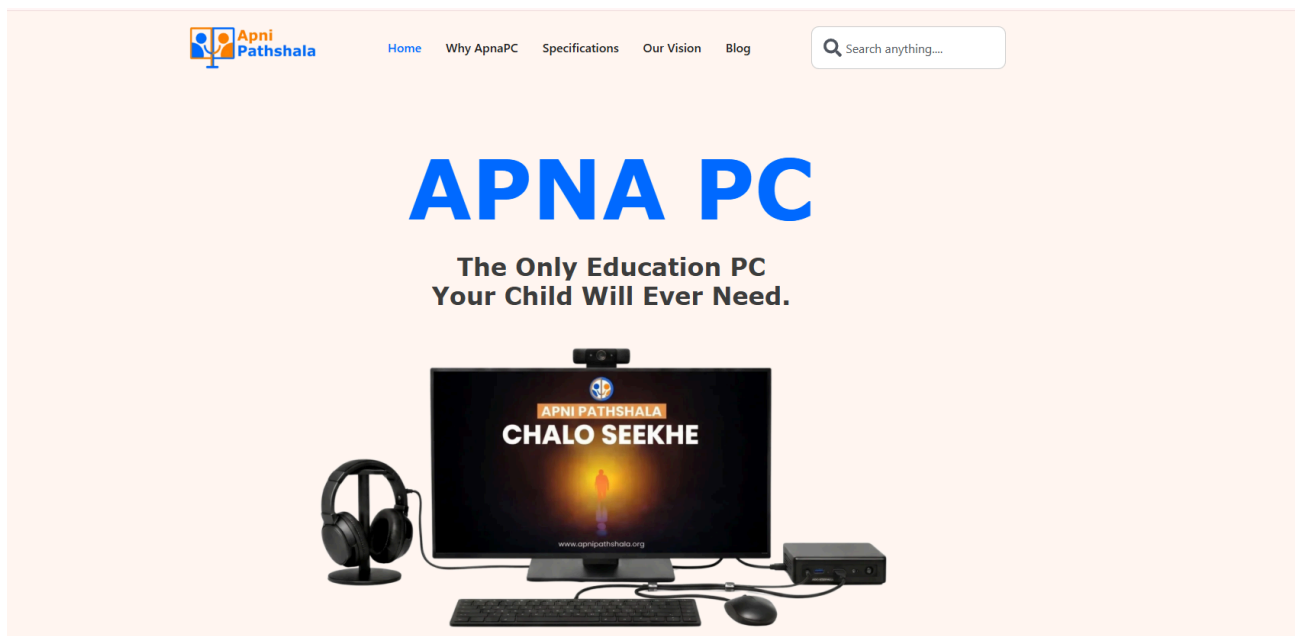 Apni
Pathshala
Home
Why ApnaPC
Specifications
Our Vision
Blog
Search anything....
APNA PC
The Only Education PC
Your Child Will Ever Need.
APNI PATHSHALA
CHALO SEEKHE
www.apnipathshala.org